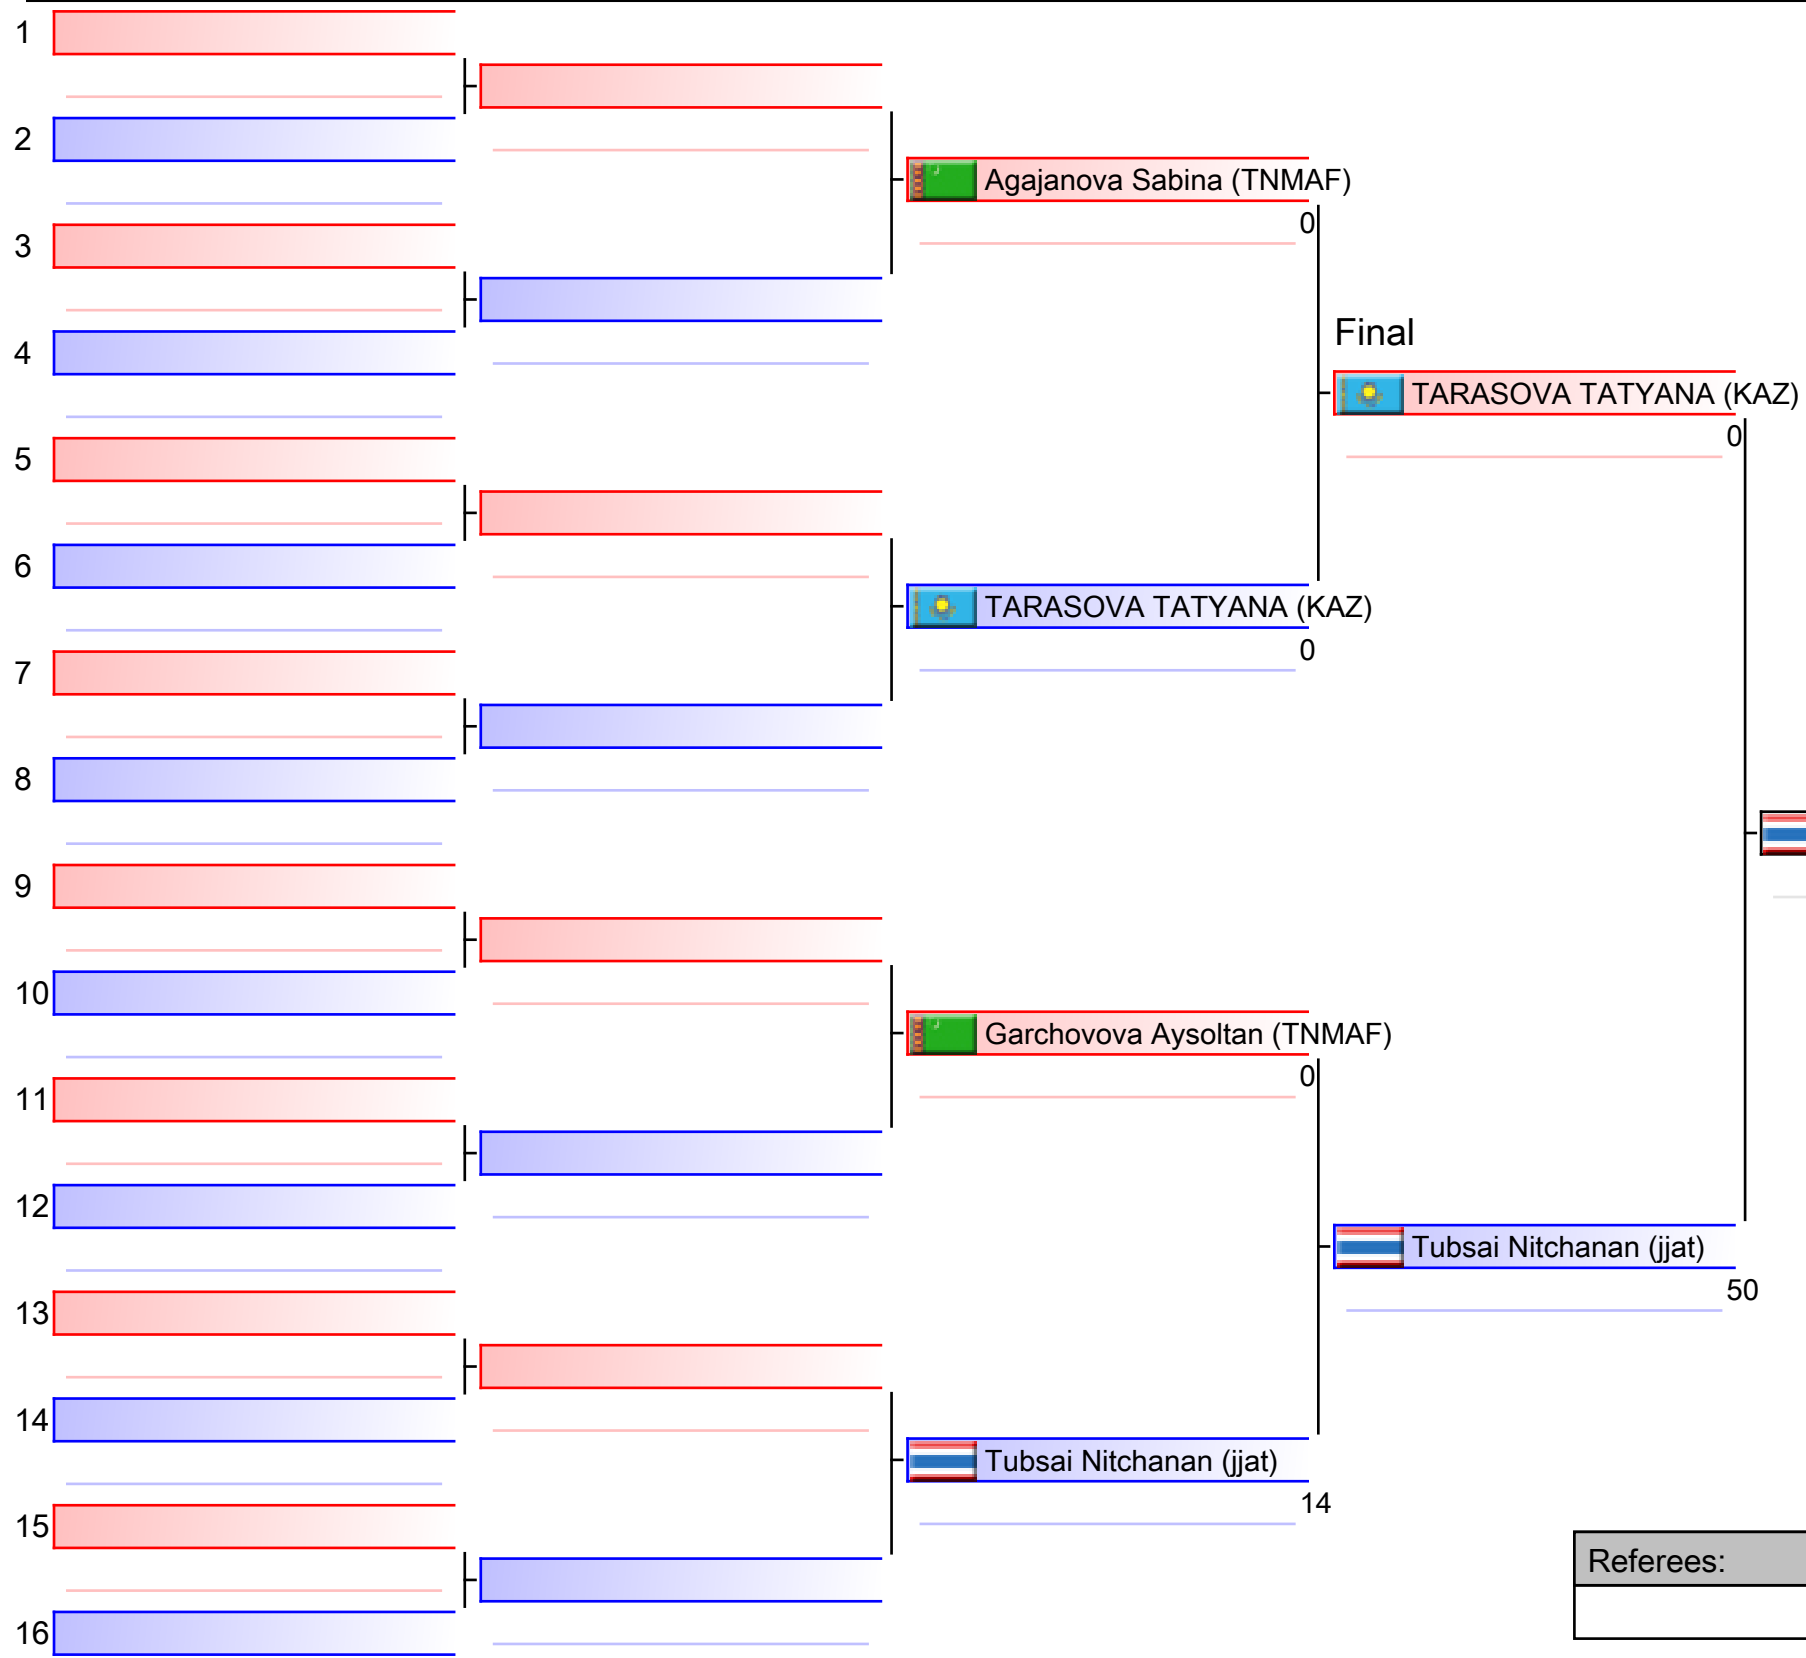 1
2
Agajanova Sabina (TNMAF)
0
3
Final
4
TARASOVA TATYANA (KAZ)
0
5
6
TARASOVA TATYANA (KAZ)
0
7
8
9
10
Garchovova Aysoltan (TNMAF)
0
11
12
Tubsai Nitchanan (jjat)
50
13
14
Tubsai Nitchanan (jjat)
14
15
Referees:
16